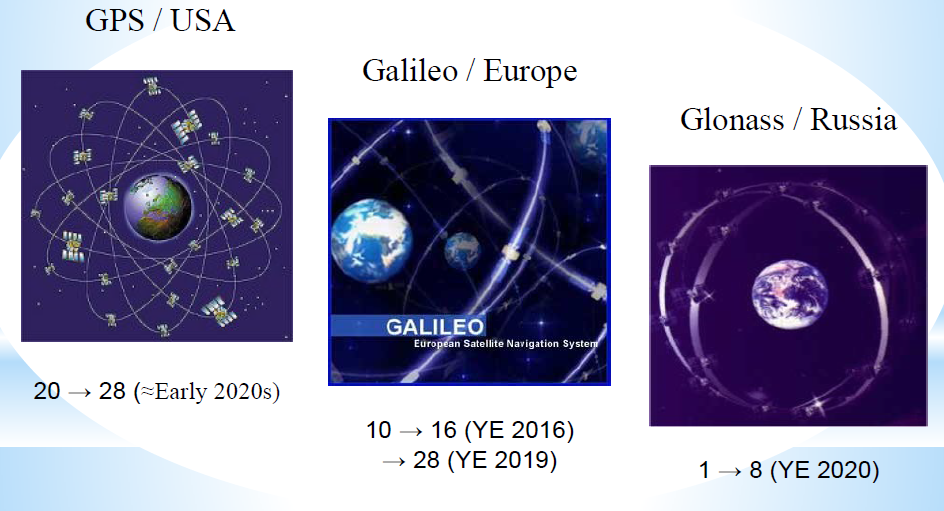 GPS / USA
Galileo / Europe
Glonass / Russia
GALILEO
European Satellite Navigation System
20 → 28 (≈Early 2020s)
10 → 16 (YE 2016)
→ 28 (YE 2019)
1 → 8 (YE 2020)